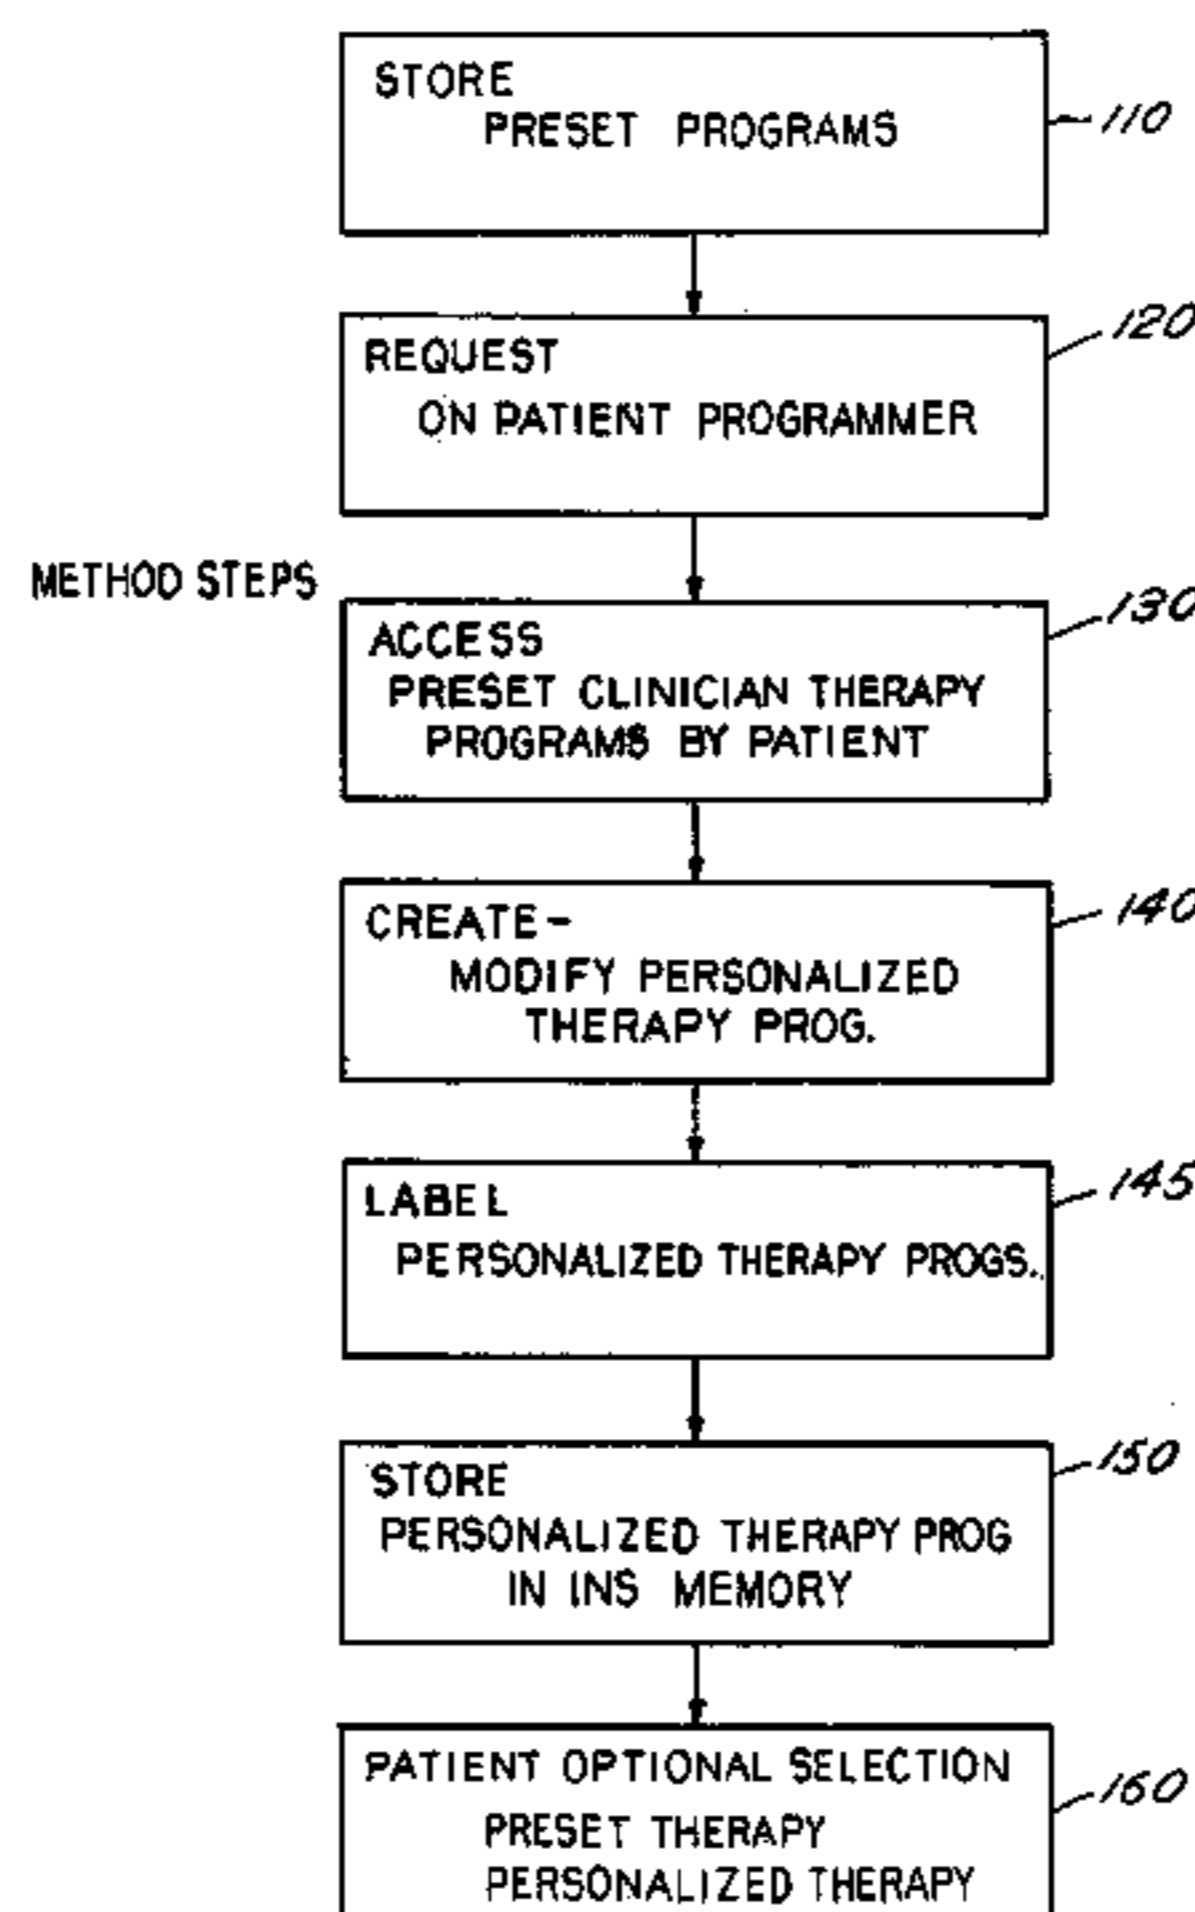 STORE
PRESET PROGRAMS
110
REQUEST
ON PATIENT PROGRAMMER
120
METHOD STEPS
ACCESS
PRESET CLINICIAN THERAPY
PROGRAMS BY PATIENT
130
CREATE-
MODIFY PERSONALIZED
THERAPY PROG.
140
LABEL
PERSONALIZED THERAPY PROGS.
145
STORE
PERSONALIZED THERAPY PROG
IN INS MEMORY
150
PATIENT OPTIONAL SELECTION
PRESET THERAPY
PERSONALIZED THERAPY
160